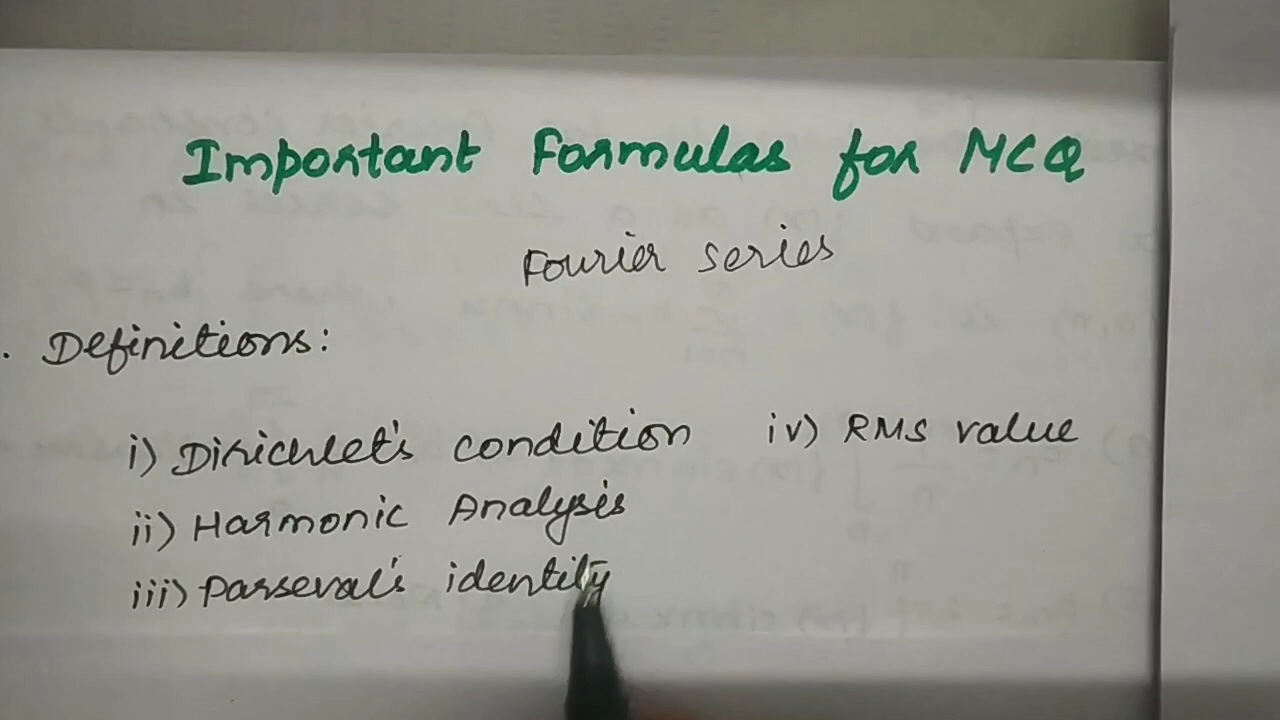 Important Formulas for MCQ
Fourier series
. Definitions:
i) Dirichlet's condition iv) RMS value
ii) Harmonic Analysis
iii) Parseval's identity